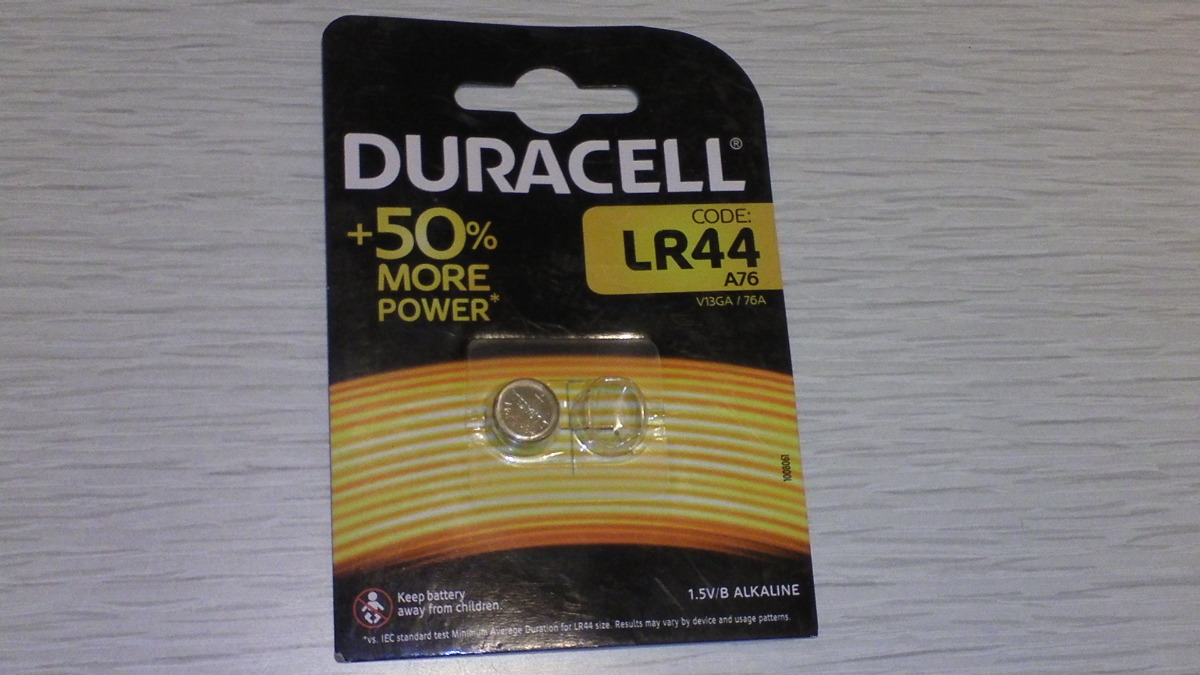 DURACELL®
+50%
MORE
POWER*
CODE:
LR44
A76
V13GA / 76A
1008061
Keep battery
away from children.
1.5V/B ALKALINE
*vs. IEC standard test Minimum Average Duration for LR44 size. Results may vary by device and usage patterns.